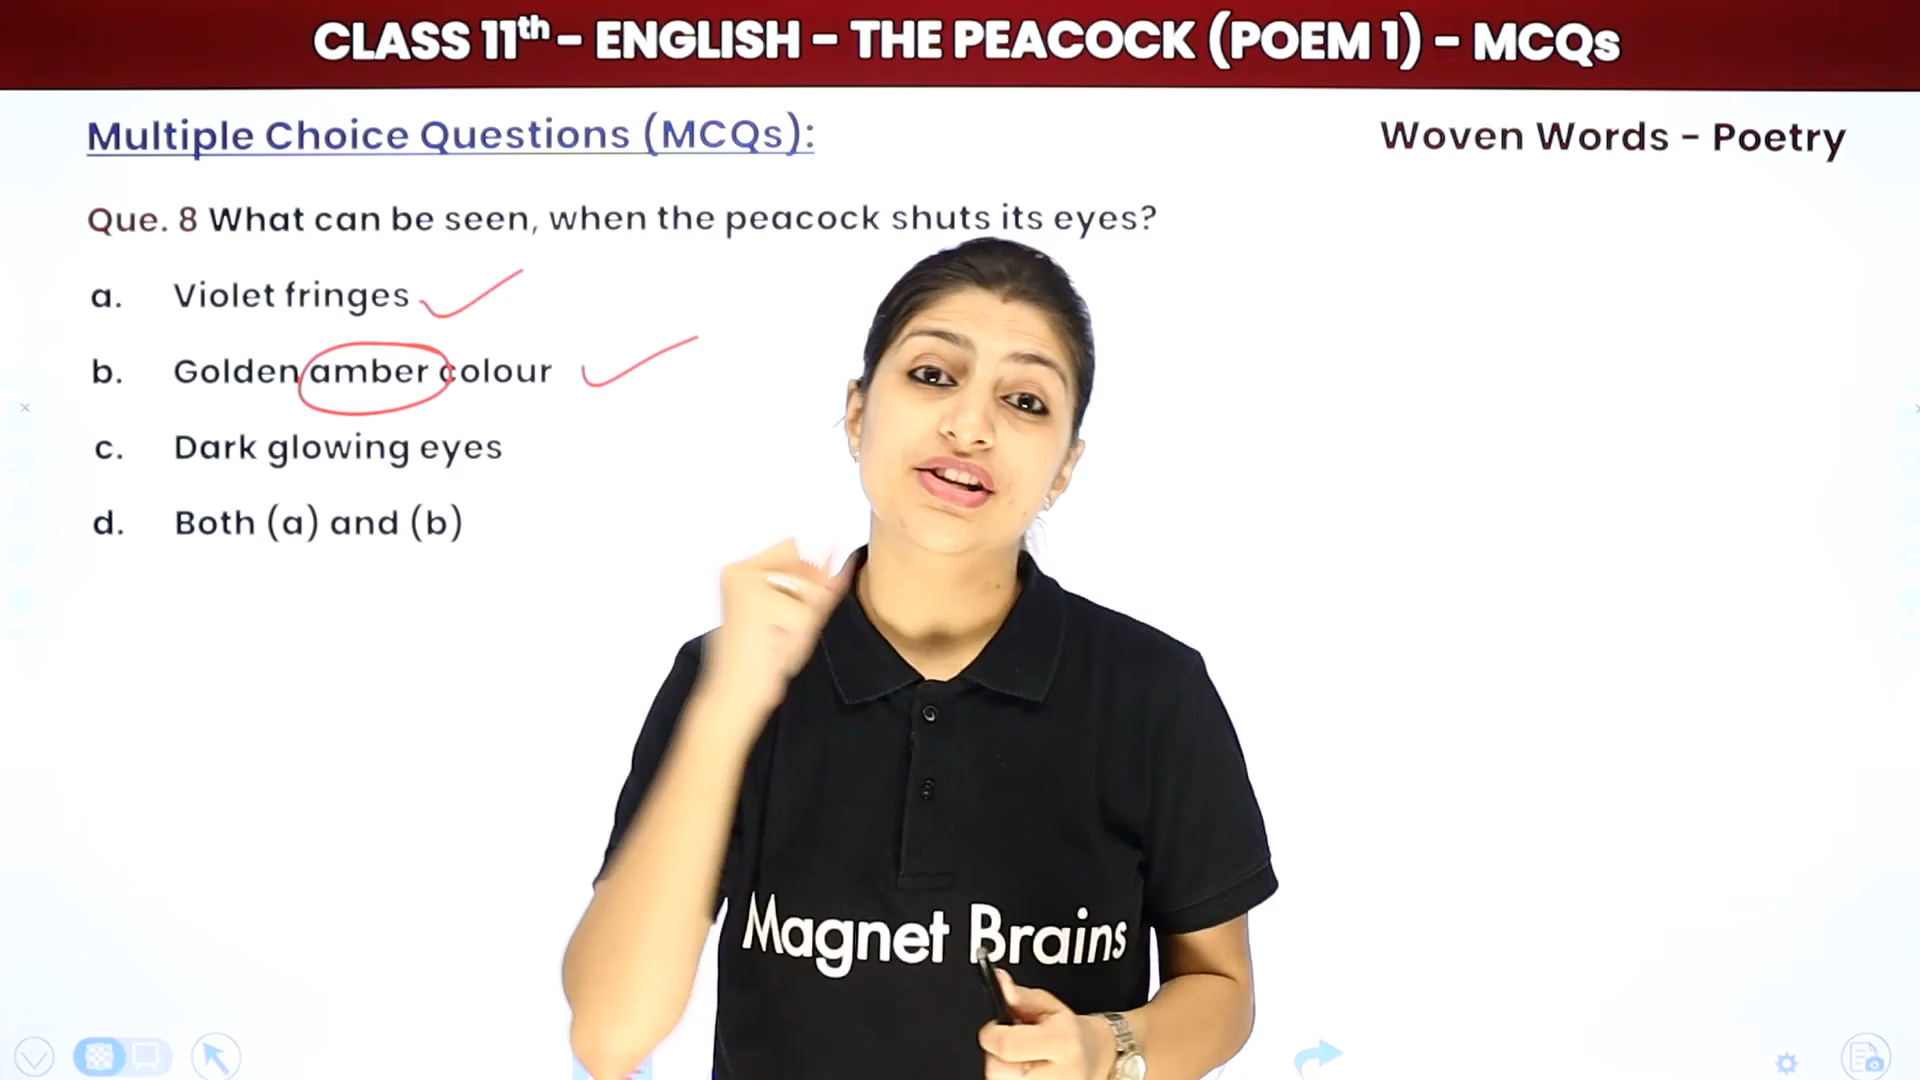 CLASS 11th - ENGLISH - THE PEACOCK (POEM 1) - MCQs
Multiple Choice Questions (MCQs):
Woven Words - Poetry
Que. 8 What can be seen, when the peacock shuts its eyes?
a. Violet fringes
b. Golden amber colour
c. Dark glowing eyes
d. Both (a) and (b)
Magnet Brains